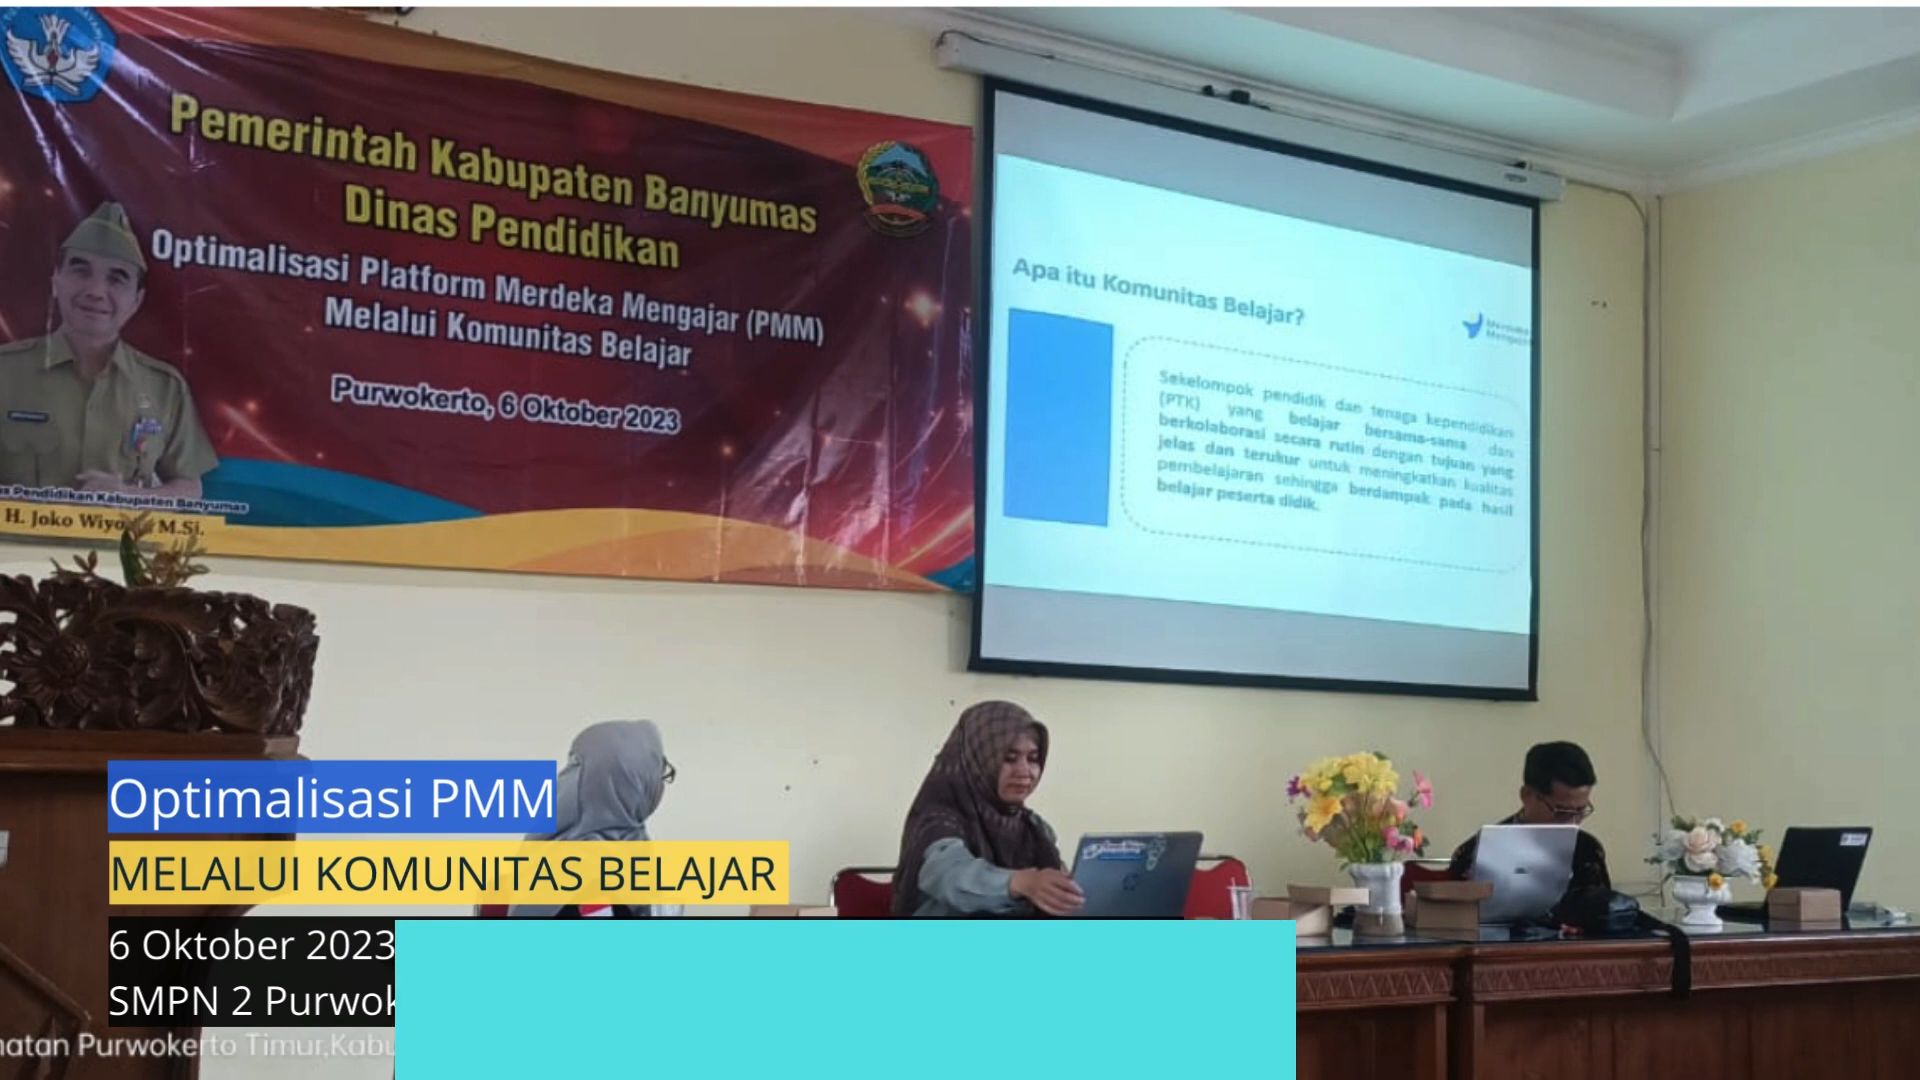 Pemerintah Kabupaten Banyumas
Dinas Pendidikan
Optimalisasi Platform Merdeka Mengajar (PMM)
Melalui Komunitas Belajar
Purwokerto, 6 Oktober 2023
Pendidikan Kabupaten Banyumas
H. Joko M.Si.
Apa itu Komunitas Belajar?
Merdeka
Mengajar
Sekelompok pendidik dan tenaga kependidikan
(PTK) yang belajar bersama-sama dan
berkolaborasi secara rutin dengan tujuan yang
jelas dan terukur untuk meningkatkan kualitas
pembelajaran sehingga berdampak pada hasil
belajar peserta didik.
Optimalisasi PMM
MELALUI KOMUNITAS BELAJAR
6 Oktober 2023
SMPN 2 Purwok
matan Purwokerto Timur,Kabu